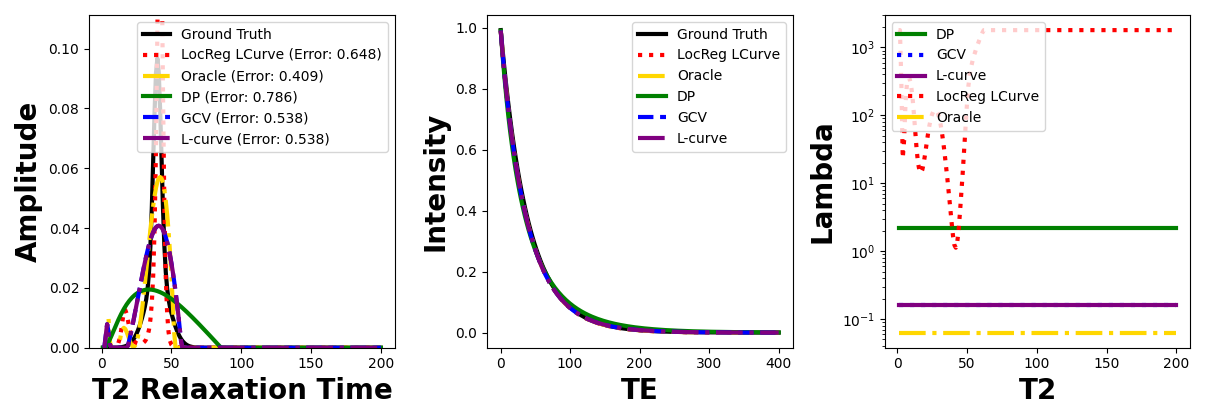 Amplitude
0.10
0.08
0.06
0.04
0.02
0.00
Ground Truth
LocReg LCurve (Error: 0.648)
Oracle (Error: 0.409)
DP (Error: 0.786)
GCV (Error: 0.538)
L-curve (Error: 0.538)
0 50 100 150 200
T2 Relaxation Time
Intensity
1.0
0.8
0.6
0.4
0.2
0.0
Ground Truth
LocReg LCurve
Oracle
DP
GCV
L-curve
0 100 200 300 400
TE
Lambda
10³
10²
10¹
10⁰
10⁻¹
DP
GCV
L-curve
LocReg LCurve
Oracle
0 50 100 150 200
T2